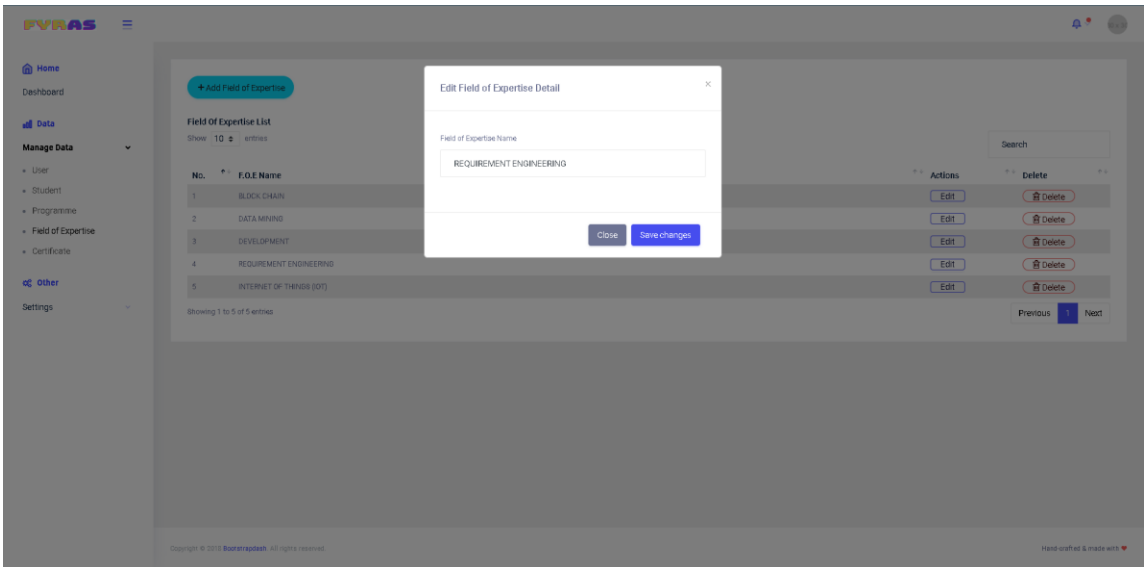 FYRAS
Home
Dashboard
Data
Manage Data
User
Student
Programme
Field of Expertise
Certificate
Other
Settings
+ Add Field of Expertise
Field Of Expertise List
Show 10 entries
Search
No. F.O.E Name Actions Delete
1 BLOCK CHAIN Edit Delete
2 DATA MINING Edit Delete
3 DEVELOPMENT Edit Delete
4 REQUIREMENT ENGINEERING Edit Delete
5 INTERNET OF THINGS (IOT) Edit Delete
Showing 1 to 5 of 5 entries
Previous 1 Next
Edit Field of Expertise Detail ×
Field of Expertise Name
REQUIREMENT ENGINEERING
Close Save changes
Copyright © 2018 Bootstrapdash. All rights reserved.
Hand-crafted & made with